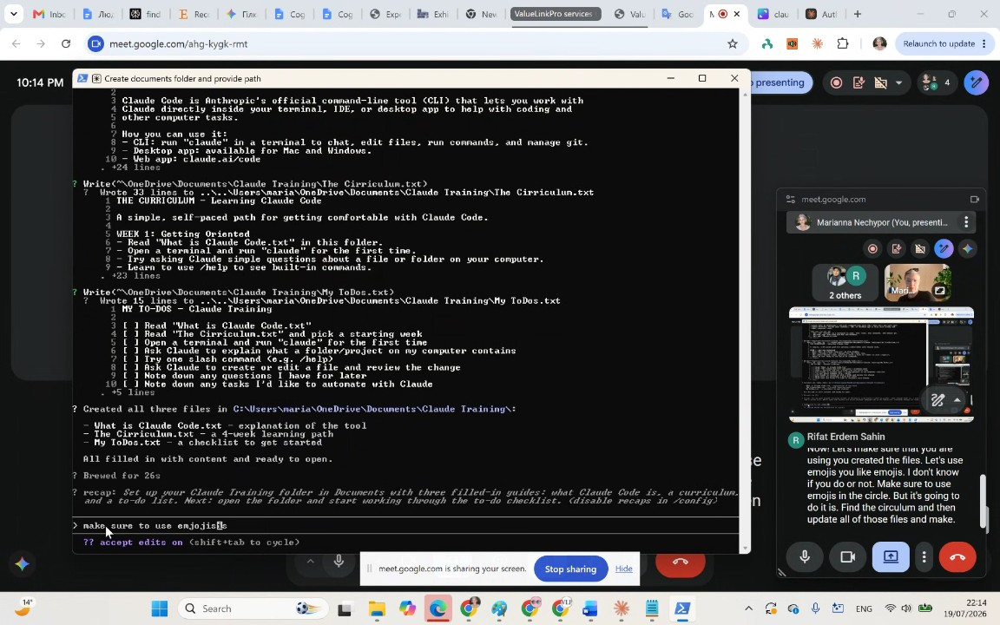 Inbo
Люд
find
Reco
Гілк
Cog
Cog
Exp
Exhi
New
ValueLinkPro services
Valu
Goo
M
clau
Auth
meet.google.com/ahg-kygk-rmt
Relaunch to update
10:14 PM
Create documents folder and provide path
presenting
4
2
3 Claude Code is Anthropic's official command-line tool (CLI) that lets you work with
4 Claude directly inside your terminal, IDE, or desktop app to help with coding and
5 other computer tasks.
6
7 How you can use it:
8 - CLI: run "claude" in a terminal to chat, edit files, run commands, and manage git.
9 - Desktop app: available for Mac and Windows.
10 - Web app: claude.ai/code
. +24 lines
? Write(~\OneDrive\Documents\Claude Training\The Cirriculum.txt)
? Wrote 33 lines to ..\..\Users\maria\OneDrive\Documents\Claude Training\The Cirriculum.txt
1 THE CURRICULUM - Learning Claude Code
2
3 A simple, self-paced path for getting comfortable with Claude Code.
4
5 WEEK 1: Getting Oriented
6 - Read "What is Claude Code.txt" in this folder.
7 - Open a terminal and run "claude" for the first time.
8 - Try asking Claude simple questions about a file or folder on your computer.
9 - Learn to use /help to see built-in commands.
. +23 lines
? Write(~\OneDrive\Documents\Claude Training\My ToDos.txt)
? Wrote 15 lines to ..\..\Users\maria\OneDrive\Documents\Claude Training\My ToDos.txt
1 MY TO-DOS - Claude Training
2
3 [ ] Read "What is Claude Code.txt"
4 [ ] Read "The Cirriculum.txt" and pick a starting week
5 [ ] Open a terminal and run "claude" for the first time
6 [ ] Ask Claude to explain what a folder/project on my computer contains
7 [ ] Try one slash command (e.g. /help)
8 [ ] Ask Claude to create or edit a file and review the change
9 [ ] Note down any questions I have for later
10 [ ] Note down any tasks I'd like to automate with Claude
. +5 lines
? Created all three files in C:\Users\maria\OneDrive\Documents\Claude Training\:
- What is Claude Code.txt - explanation of the tool
- The Cirriculum.txt - a 4-week learning path
- My ToDos.txt - a checklist to get started
All filled in with content and ready to open.
? Brewed for 26s
? recap: Set up your Claude Training folder in Documents with three filled-in guides: what Claude Code is, a curriculum,
and a to-do list. Next: open the folder and start working through the to-do checklist. (disable recaps in /config)
> make sure to use emjojisis
?? accept edits on (shift+tab to cycle)
meet.google.com
Marianna Nechypor (You, presenti...
2 others
R
Mari...
R
Rifat Erdem Sahin
Now! Let's make sure that you are
using you created the files. Let's use
emojis you like emojis. I don't know
if you do or not. Make sure to use
emojis in the circle. But it's going to
do it is. Find the circulum and then
update all of those files and make.
meet.google.com is sharing your screen.
Stop sharing
Hide
14°
Search
ENG
22:14
19/07/2026